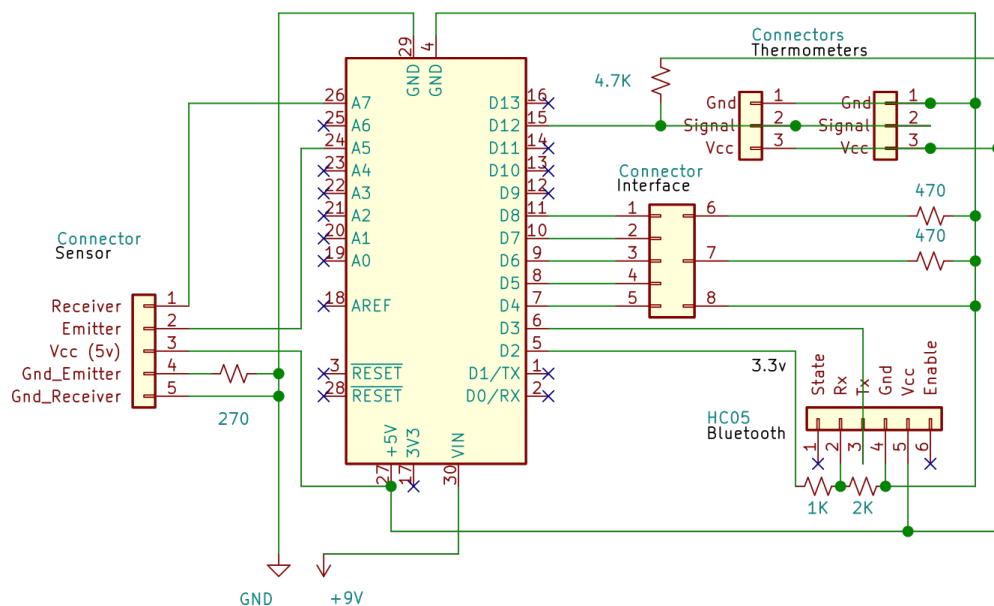 Connectors
Thermometers
29
4
GND
GND
4.7K
26
A7
D13
16
Gnd
1
Gnd
1
25
A6
D12
15
Signal
2
Signal
2
24
A5
D11
14
Vcc
3
Vcc
3
23
A4
D10
13
Connector
Interface
22
A3
D9
12
470
21
A2
D8
11
1
6
20
A1
D7
10
2
470
19
A0
D6
9
3
7
D5
8
4
Connector
Sensor
18
AREF
D4
7
5
8
Receiver
1
Emitter
2
D3
6
Vcc (5v)
3
D2
5
Gnd_Emitter
4
3
RESET
D1/TX
1
3.3v
Gnd_Receiver
5
28
RESET
D0/RX
2
270
State
Rx
Tx
Gnd
Vcc
Enable
HC05
Bluetooth
+5V
3V3
VIN
27
17
30
1
2
3
4
5
6
1K
2K
GND
+9V